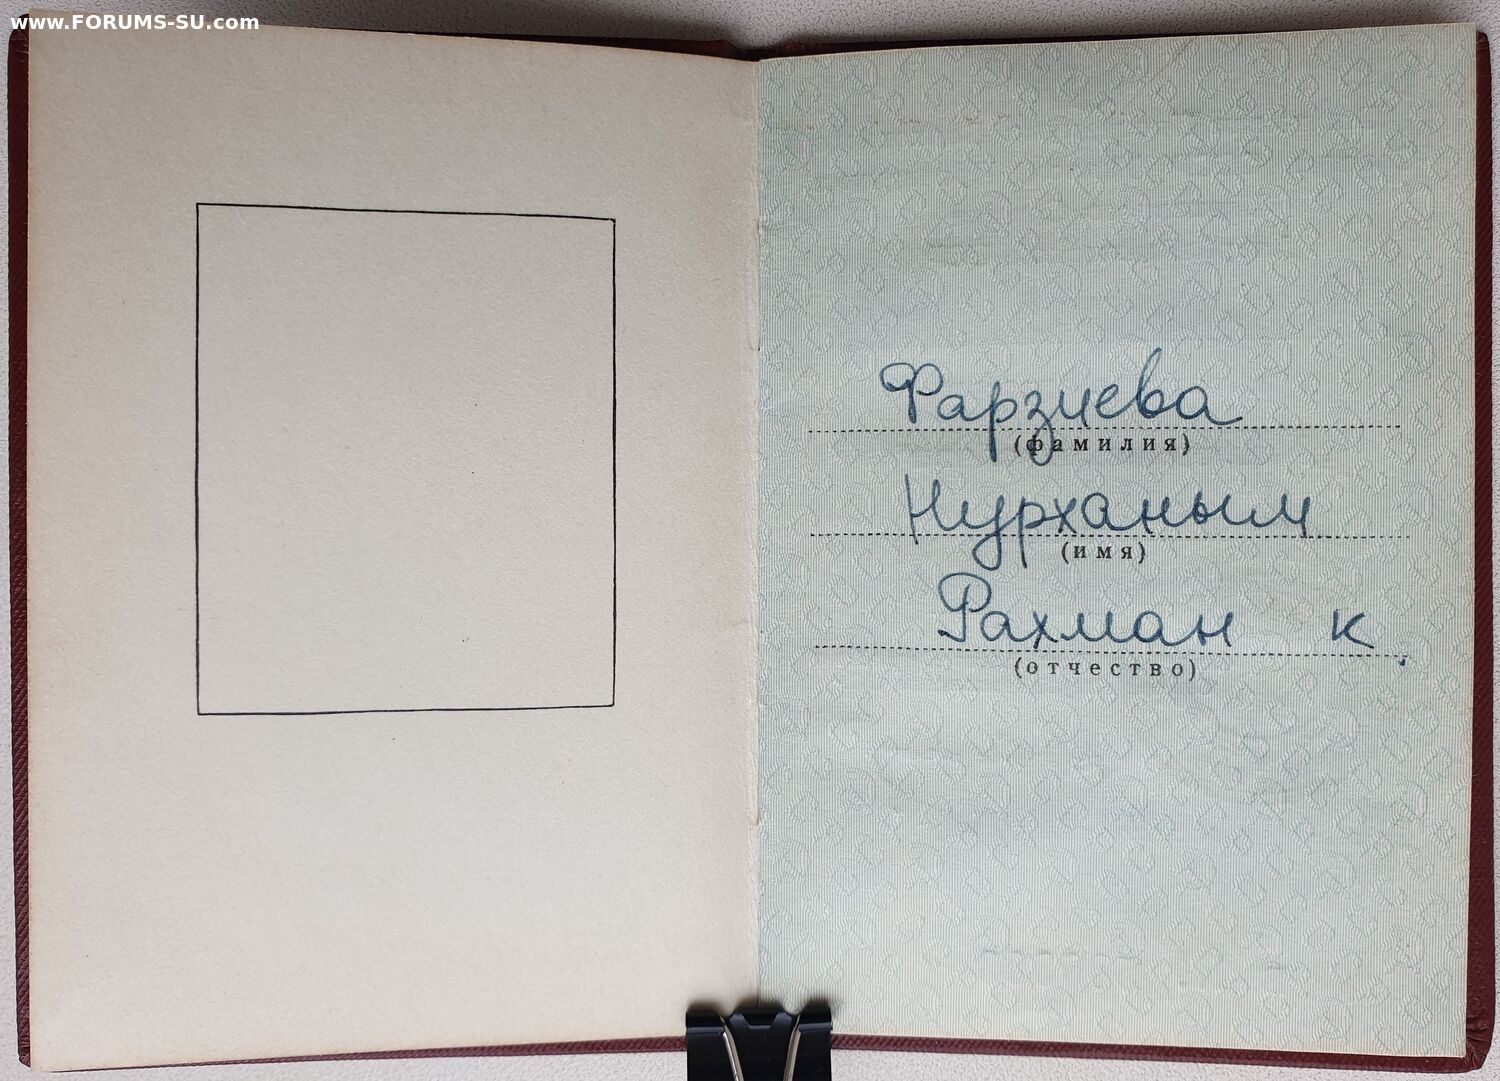 www.FORUMS-SU.com
Фарзиева
(фамилия)
Нурханым
(имя)
Рахман к.
(отчество)